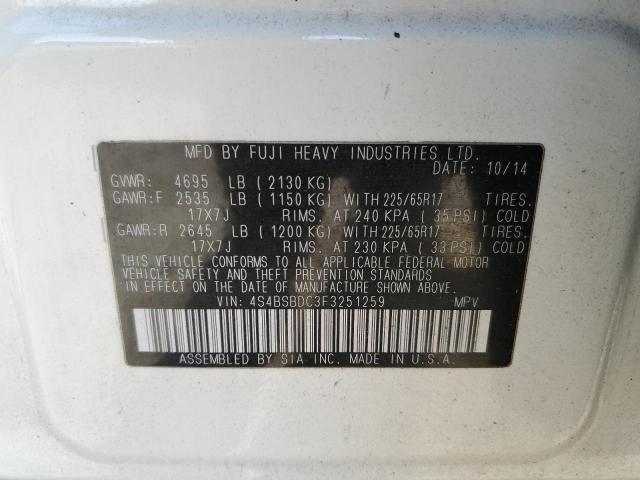 MFD BY FUJI HEAVY INDUSTRIES LTD.
DATE: 10/14
GVWR: 4695 LB ( 2130 KG)
GAWR:F 2535 LB ( 1150 KG) WITH 225/65R17 TIRES.
17X7J RIMS. AT 240 KPA ( 35 PSI) COLD
GAWR:R 2645 LB ( 1200 KG) WITH 225/65R17 TIRES.
17X7J RIMS. AT 230 KPA ( 33 PSI) COLD
THIS VEHICLE CONFORMS TO ALL APPLICABLE FEDERAL MOTOR
VEHICLE SAFETY AND THEFT PREVENTION STANDARDS
IN EFFECT ON THE DATE OF MANUFACTURE SHOWN ABOVE.
VIN: 4S4BSBDC3F3251259 MPV
ASSEMBLED BY SIA INC. MADE IN U.S.A.